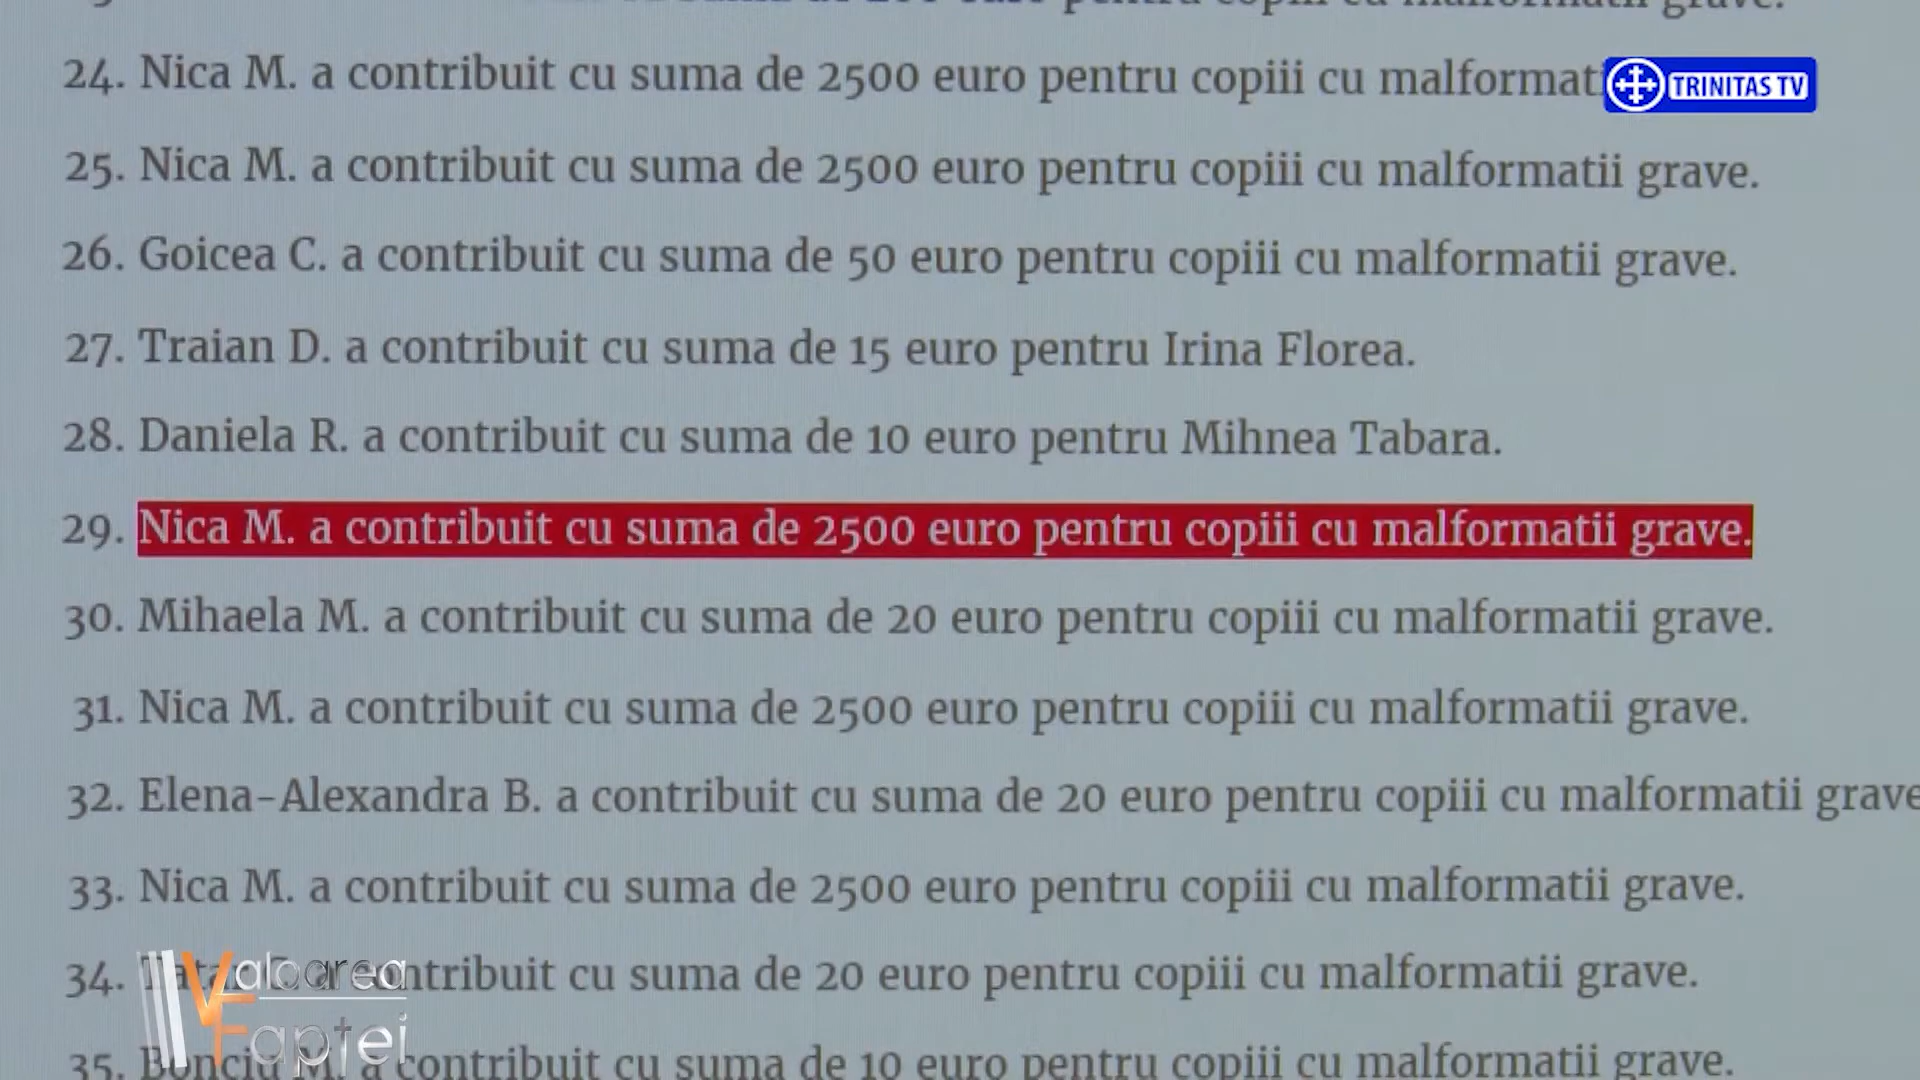 24. Nica M. a contribuit cu suma de 2500 euro pentru copiii cu malformati
TRINITAS TV
25. Nica M. a contribuit cu suma de 2500 euro pentru copiii cu malformatii grave.
26. Goicea C. a contribuit cu suma de 50 euro pentru copiii cu malformatii grave.
27. Traian D. a contribuit cu suma de 15 euro pentru Irina Florea.
28. Daniela R. a contribuit cu suma de 10 euro pentru Mihnea Tabara.
29. Nica M. a contribuit cu suma de 2500 euro pentru copiii cu malformatii grave.
30. Mihaela M. a contribuit cu suma de 20 euro pentru copiii cu malformatii grave.
31. Nica M. a contribuit cu suma de 2500 euro pentru copiii cu malformatii grave.
32. Elena-Alexandra B. a contribuit cu suma de 20 euro pentru copiii cu malformatii grave
33. Nica M. a contribuit cu suma de 2500 euro pentru copiii cu malformatii grave.
34. contribuit cu suma de 20 euro pentru copiii cu malformatii grave.
35. Bonciu M. a contribuit cu suma de 10 euro pentru copiii cu malformatii grave.
Valoarea
Faptei